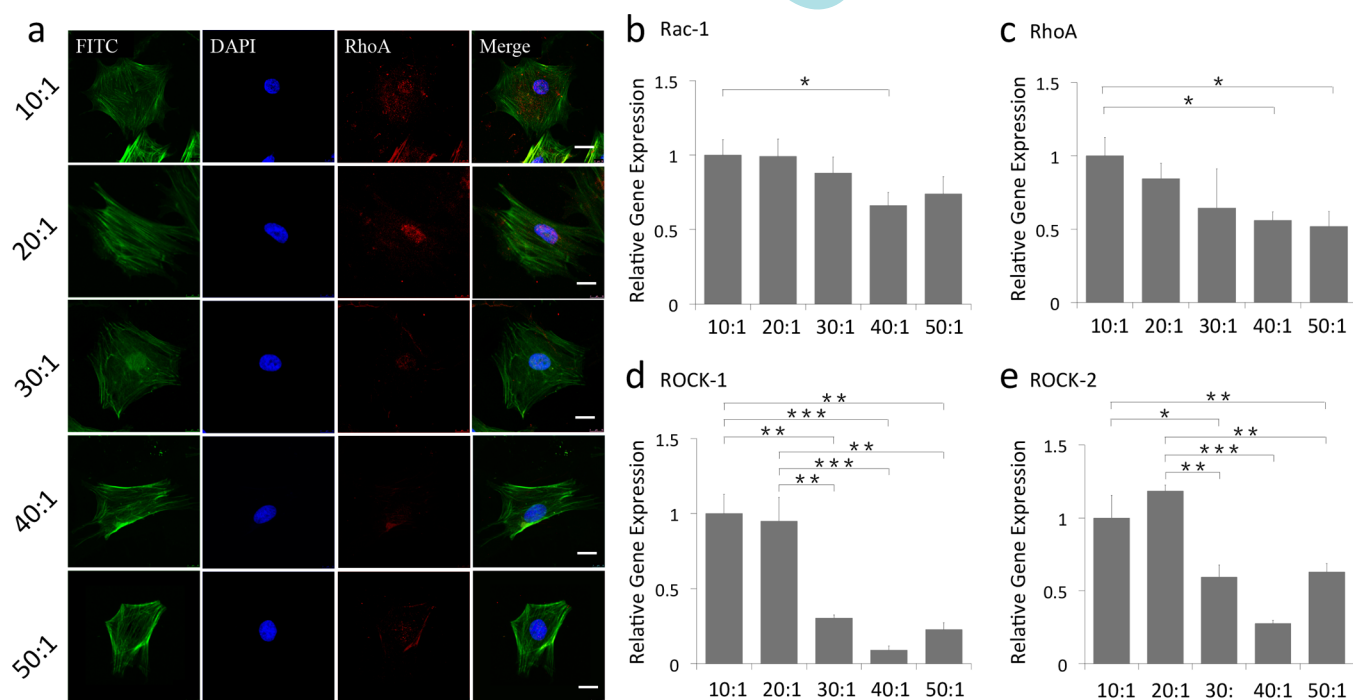 a
FITC DAPI RhoA Merge
10:1
20:1
30:1
40:1
50:1
b Rac-1
Relative Gene Expression
1.5
1
0.5
0
*
10:1 20:1 30:1 40:1 50:1
c RhoA
Relative Gene Expression
1.5
1
0.5
0
*
*
10:1 20:1 30:1 40:1 50:1
d ROCK-1
Relative Gene Expression
1.5
1
0.5
0
**
***
**
**
***
**
10:1 20:1 30:1 40:1 50:1
e ROCK-2
Relative Gene Expression
1.5
1
0.5
0
**
*
**
***
**
10:1 20:1 30: 40:1 50:1